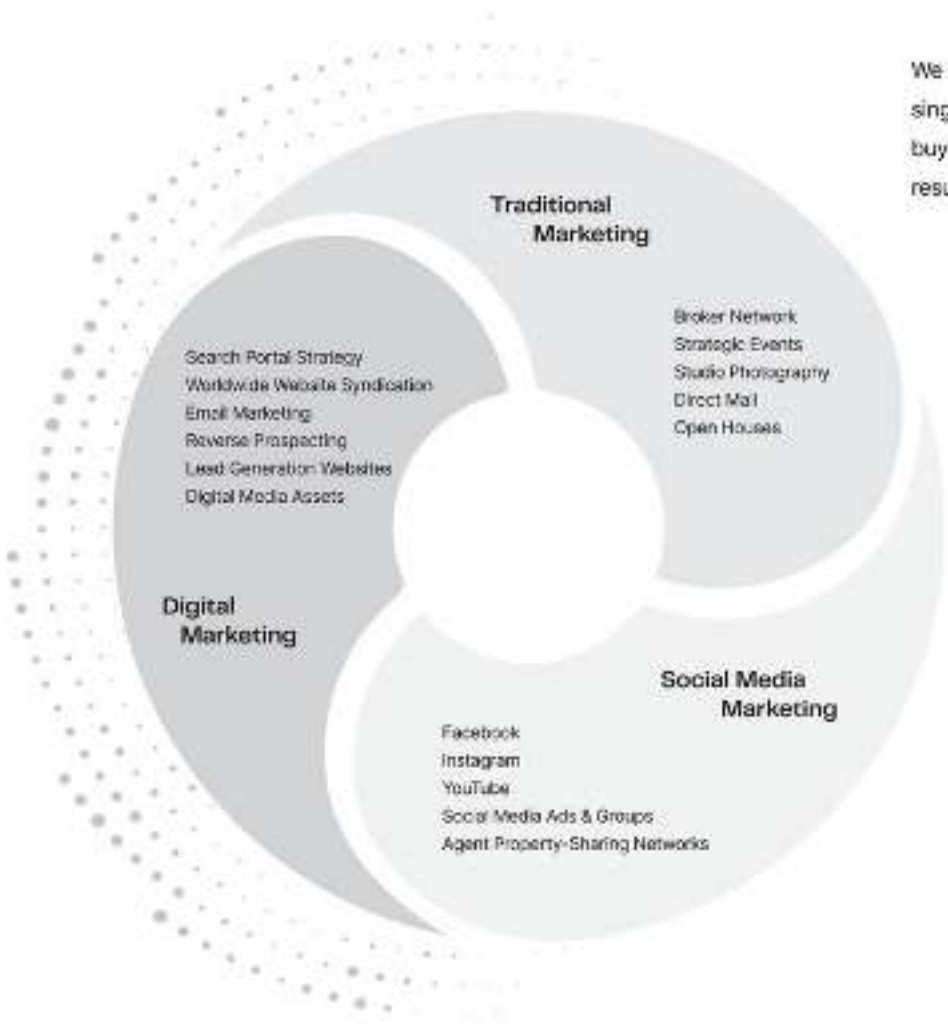 We
Traditional
Marketing
Broker Network
Strategic Events
Studio Photography
Direct Mail
Open Houses
Search Portal Strategy
Worldwide Website Syndication
Email Marketing
Reverse Prospecting
Lead Generation Websites
Digital Media Assets
Digital
Marketing
Social Media
Marketing
Facebook
Instagram
YouTube
Social Media Ads & Groups
Agent Property-Sharing Networks